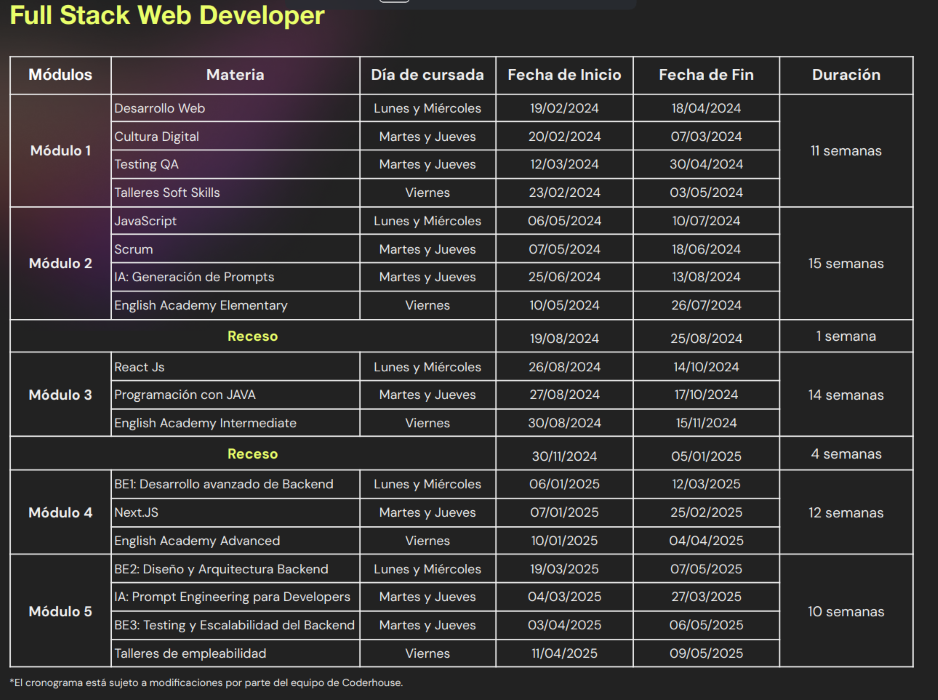 Full Stack Web Developer
Módulos Materia Día de cursada Fecha de Inicio Fecha de Fin Duración
Módulo 1
Desarrollo Web Lunes y Miércoles 19/02/2024 18/04/2024
Cultura Digital Martes y Jueves 20/02/2024 07/03/2024
Testing QA Martes y Jueves 12/03/2024 30/04/2024
Talleres Soft Skills Viernes 23/02/2024 03/05/2024
11 semanas
Módulo 2
JavaScript Lunes y Miércoles 06/05/2024 10/07/2024
Scrum Martes y Jueves 07/05/2024 18/06/2024
IA: Generación de Prompts Martes y Jueves 25/06/2024 13/08/2024
English Academy Elementary Viernes 10/05/2024 26/07/2024
15 semanas
Receso 19/08/2024 25/08/2024 1 semana
Módulo 3
React Js Lunes y Miércoles 26/08/2024 14/10/2024
Programación con JAVA Martes y Jueves 27/08/2024 17/10/2024
English Academy Intermediate Viernes 30/08/2024 15/11/2024
14 semanas
Receso 30/11/2024 05/01/2025 4 semanas
Módulo 4
BE1: Desarrollo avanzado de Backend Lunes y Miércoles 06/01/2025 12/03/2025
Next.JS Martes y Jueves 07/01/2025 25/02/2025
English Academy Advanced Viernes 10/01/2025 04/04/2025
12 semanas
Módulo 5
BE2: Diseño y Arquitectura Backend Lunes y Miércoles 19/03/2025 07/05/2025
IA: Prompt Engineering para Developers Martes y Jueves 04/03/2025 27/03/2025
BE3: Testing y Escalabilidad del Backend Martes y Jueves 03/04/2025 06/05/2025
Talleres de empleabilidad Viernes 11/04/2025 09/05/2025
10 semanas
*El cronograma está sujeto a modificaciones por parte del equipo de Coderhouse.